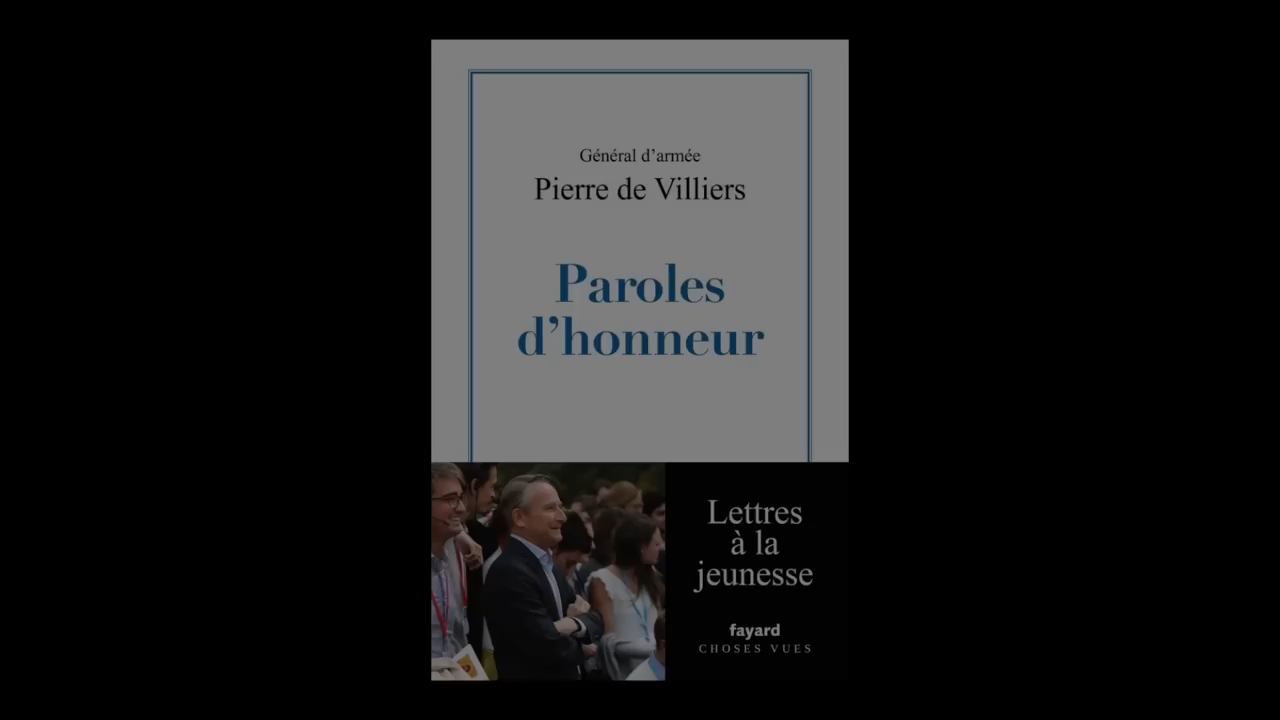 Général d’armée
Pierre de Villiers
Paroles
d’honneur
Lettres
à la
jeunesse
fayard
CHOSES VUES